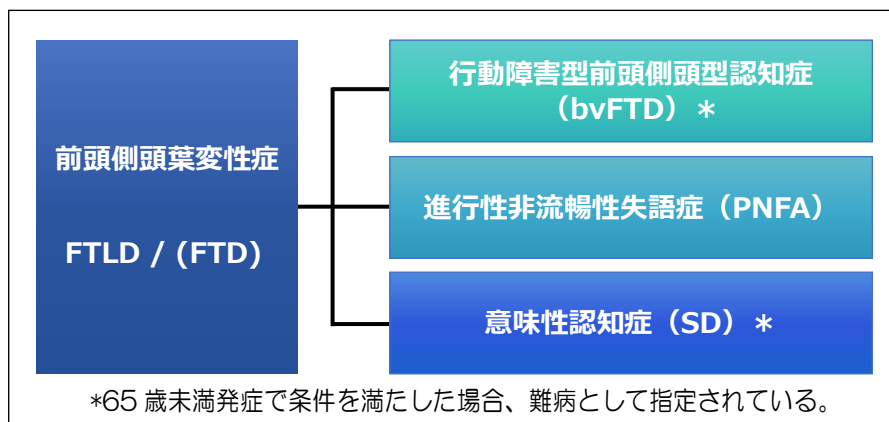 前頭側頭葉変性症
FTLD / (FTD)
行動障害型前頭側頭型認知症
（bvFTD）＊
進行性非流暢性失語症（PNFA）
意味性認知症（SD）＊
*65 歳未満発症で条件を満たした場合、難病として指定されている。